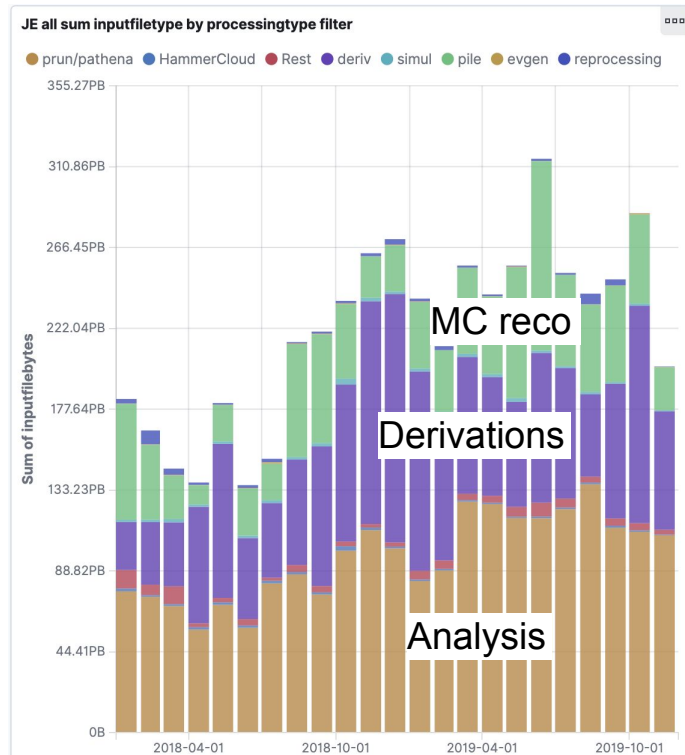 JE all sum inputfiletype by processingtype filter
prun/pathena HammerCloud Rest deriv simul pile evgen reprocessing
355.27PB
310.86PB
266.45PB
222.04PB
177.64PB
133.23PB
88.82PB
44.41PB
0B
Sum of inputfilebytes
MC reco
Derivations
Analysis
2018-04-01 2018-10-01 2019-04-01 2019-10-01